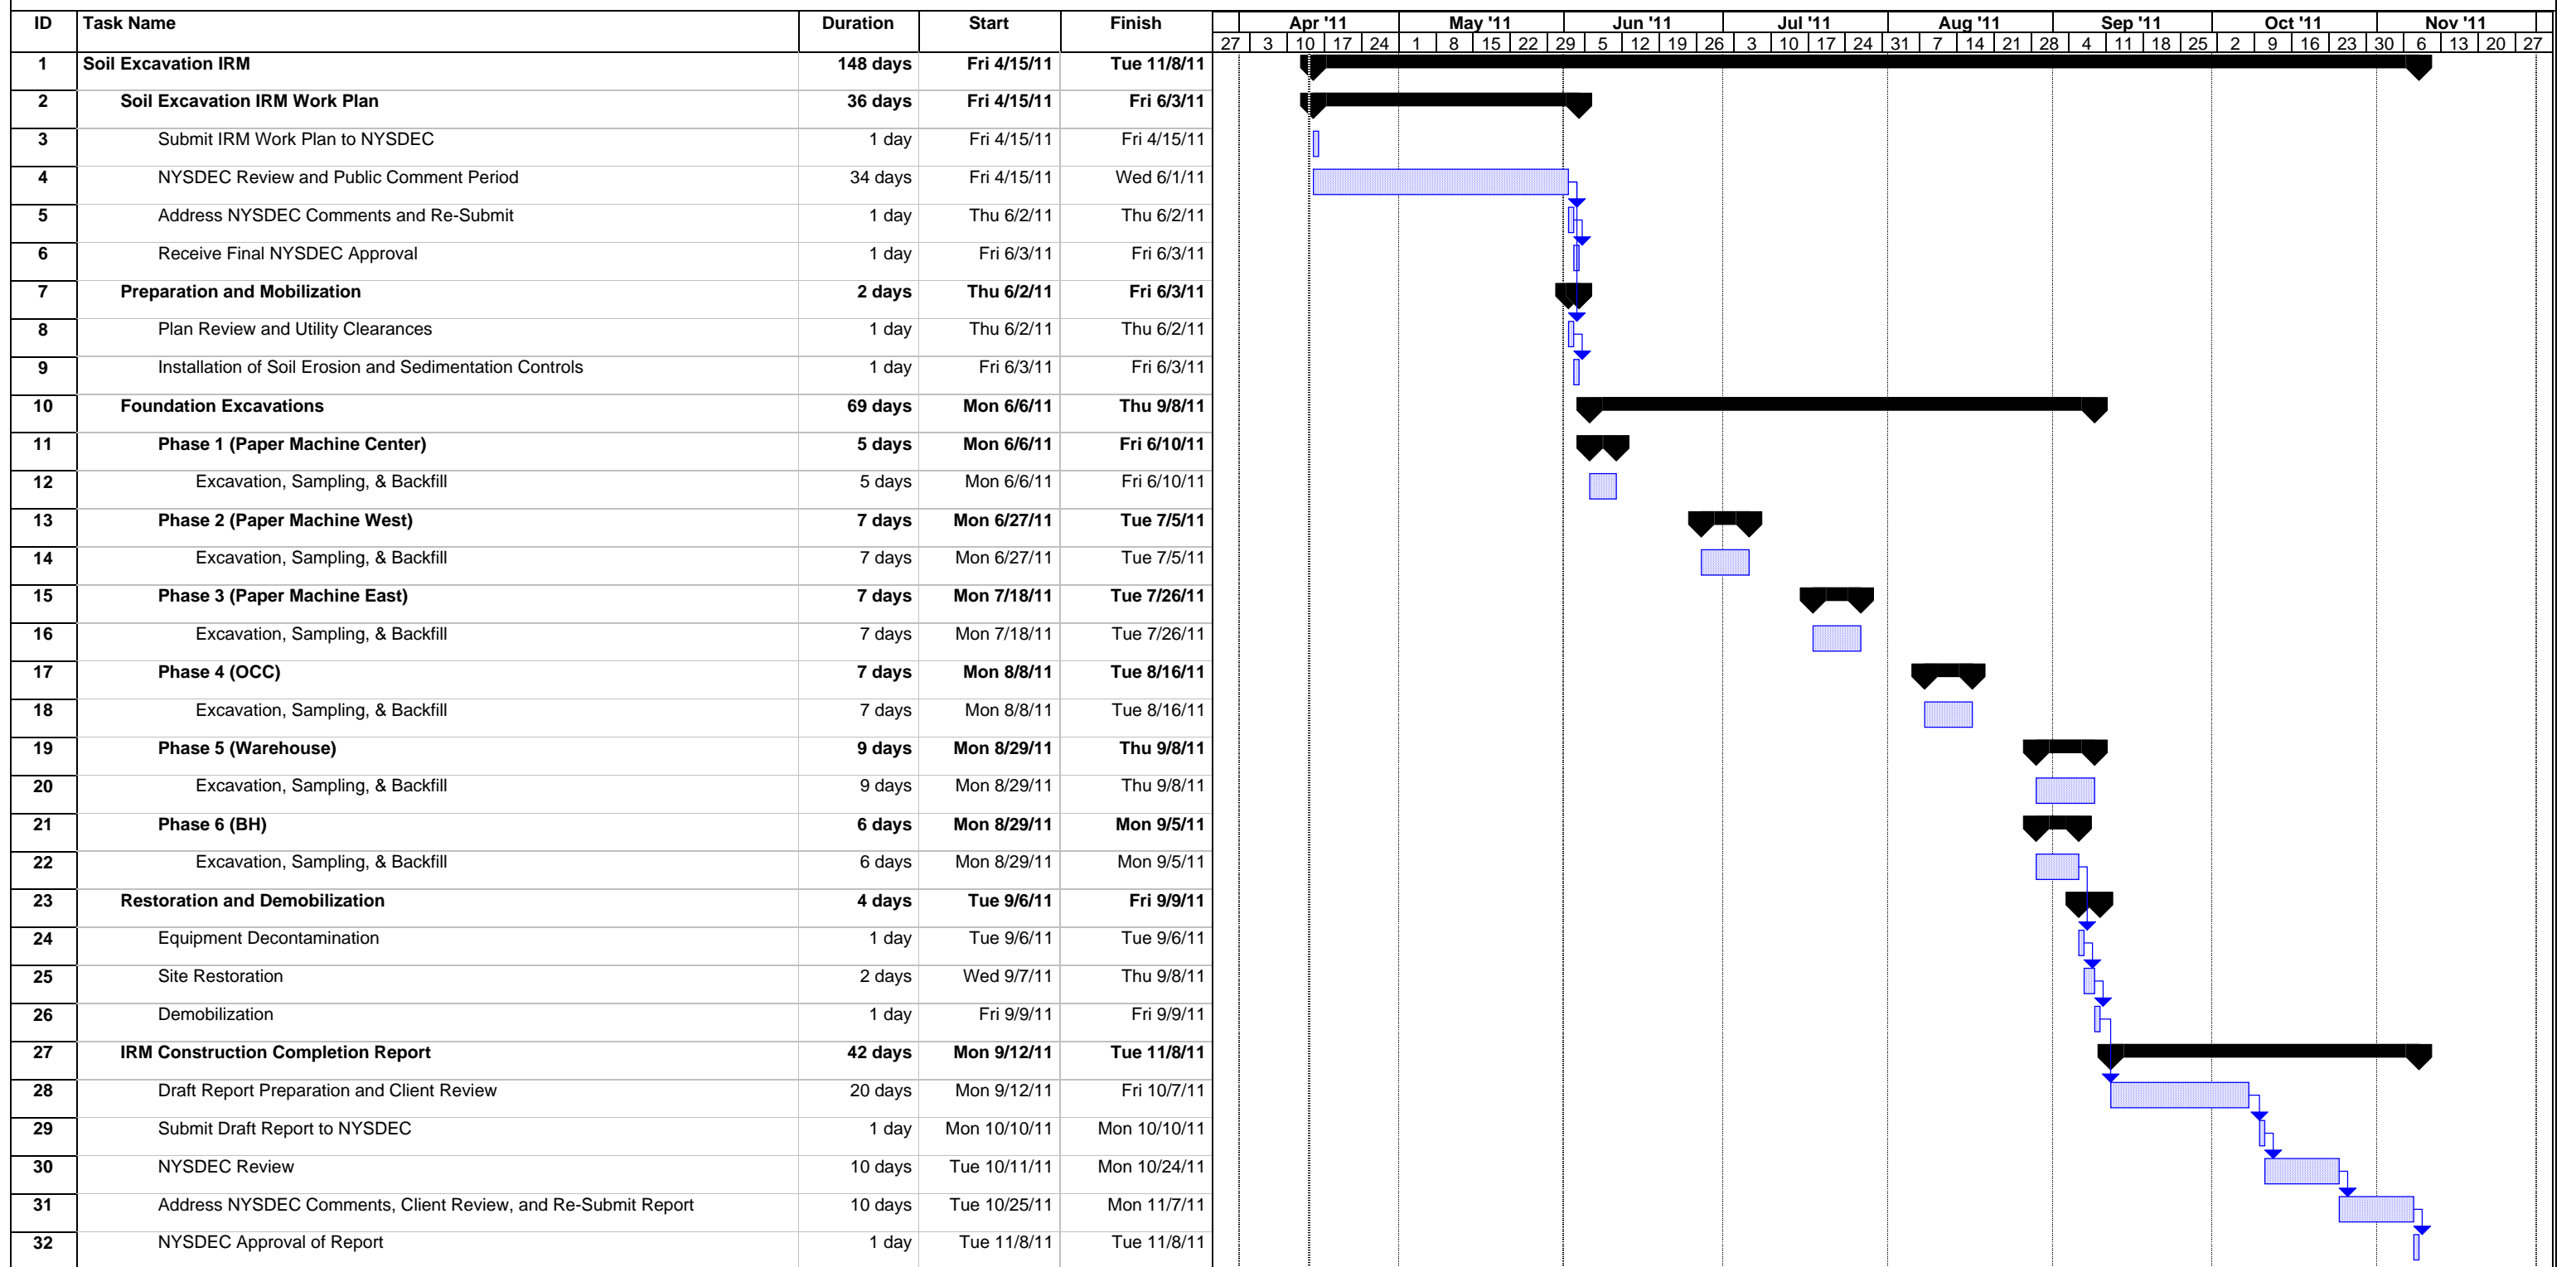 ID Task Name Duration Start Finish Apr '11 May '11 Jun '11 Jul '11 Aug '11 Sep '11 Oct '11 Nov '11
27 3 10 17 24 1 8 15 22 29 5 12 19 26 3 10 17 24 31 7 14 21 28 4 11 18 25 2 9 16 23 30 6 13 20 27
1 Soil Excavation IRM 148 days Fri 4/15/11 Tue 11/8/11
2 Soil Excavation IRM Work Plan 36 days Fri 4/15/11 Fri 6/3/11
3 Submit IRM Work Plan to NYSDEC 1 day Fri 4/15/11 Fri 4/15/11
4 NYSDEC Review and Public Comment Period 34 days Fri 4/15/11 Wed 6/1/11
5 Address NYSDEC Comments and Re-Submit 1 day Thu 6/2/11 Thu 6/2/11
6 Receive Final NYSDEC Approval 1 day Fri 6/3/11 Fri 6/3/11
7 Preparation and Mobilization 2 days Thu 6/2/11 Fri 6/3/11
8 Plan Review and Utility Clearances 1 day Thu 6/2/11 Thu 6/2/11
9 Installation of Soil Erosion and Sedimentation Controls 1 day Fri 6/3/11 Fri 6/3/11
10 Foundation Excavations 69 days Mon 6/6/11 Thu 9/8/11
11 Phase 1 (Paper Machine Center) 5 days Mon 6/6/11 Fri 6/10/11
12 Excavation, Sampling, & Backfill 5 days Mon 6/6/11 Fri 6/10/11
13 Phase 2 (Paper Machine West) 7 days Mon 6/27/11 Tue 7/5/11
14 Excavation, Sampling, & Backfill 7 days Mon 6/27/11 Tue 7/5/11
15 Phase 3 (Paper Machine East) 7 days Mon 7/18/11 Tue 7/26/11
16 Excavation, Sampling, & Backfill 7 days Mon 7/18/11 Tue 7/26/11
17 Phase 4 (OCC) 7 days Mon 8/8/11 Tue 8/16/11
18 Excavation, Sampling, & Backfill 7 days Mon 8/8/11 Tue 8/16/11
19 Phase 5 (Warehouse) 9 days Mon 8/29/11 Thu 9/8/11
20 Excavation, Sampling, & Backfill 9 days Mon 8/29/11 Thu 9/8/11
21 Phase 6 (BH) 6 days Mon 8/29/11 Mon 9/5/11
22 Excavation, Sampling, & Backfill 6 days Mon 8/29/11 Mon 9/5/11
23 Restoration and Demobilization 4 days Tue 9/6/11 Fri 9/9/11
24 Equipment Decontamination 1 day Tue 9/6/11 Tue 9/6/11
25 Site Restoration 2 days Wed 9/7/11 Thu 9/8/11
26 Demobilization 1 day Fri 9/9/11 Fri 9/9/11
27 IRM Construction Completion Report 42 days Mon 9/12/11 Tue 11/8/11
28 Draft Report Preparation and Client Review 20 days Mon 9/12/11 Fri 10/7/11
29 Submit Draft Report to NYSDEC 1 day Mon 10/10/11 Mon 10/10/11
30 NYSDEC Review 10 days Tue 10/11/11 Mon 10/24/11
31 Address NYSDEC Comments, Client Review, and Re-Submit Report 10 days Tue 10/25/11 Mon 11/7/11
32 NYSDEC Approval of Report 1 day Tue 11/8/11 Tue 11/8/11